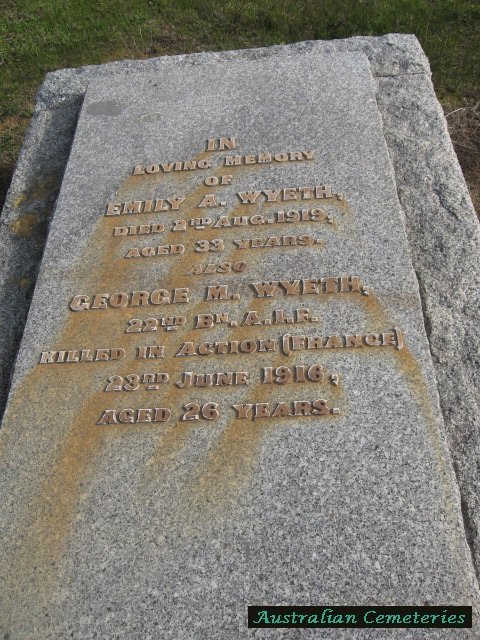 IN
LOVING MEMORY
OF
EMILY A. WYETH.
DIED 2ND AUG. 1919,
AGED 33 YEARS.
ALSO
GEORGE M. WYETH,
22ND BN. A.I.F.
KILLED IN ACTION (FRANCE)
23RD JUNE 1916,
AGED 26 YEARS.
Australian Cemeteries